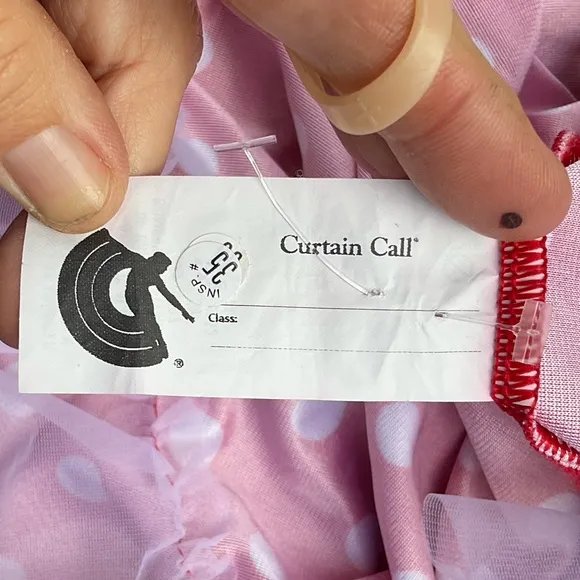 Curtain Call®
INSP. #
35
Class:
®